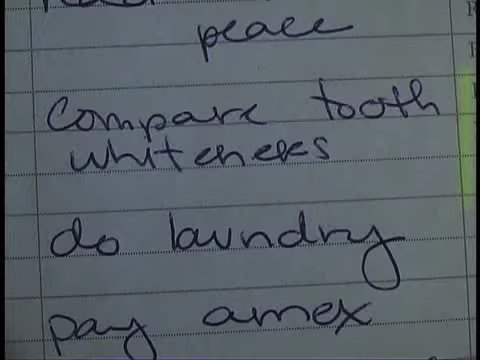 peace
Compare tooth
whiteners
do laundry
pay amex